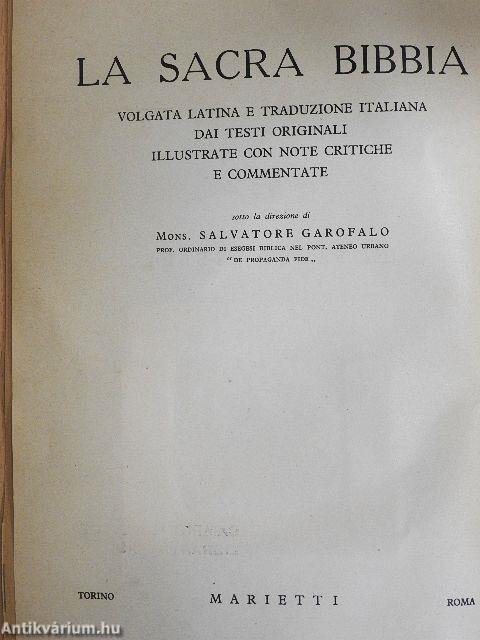 LA SACRA BIBBIA
VOLGATA LATINA E TRADUZIONE ITALIANA
DAI TESTI ORIGINALI
ILLUSTRATE CON NOTE CRITICHE
E COMMENTATE
sotto la direzione di
MONS. SALVATORE GAROFALO
PROF. ORDINARIO DI ESEGESI BIBLICA NEL PONT. ATENEO URBANO
“ DE PROPAGANDA FIDE „
TORINO MARIETTI ROMA
Antikvárium.hu